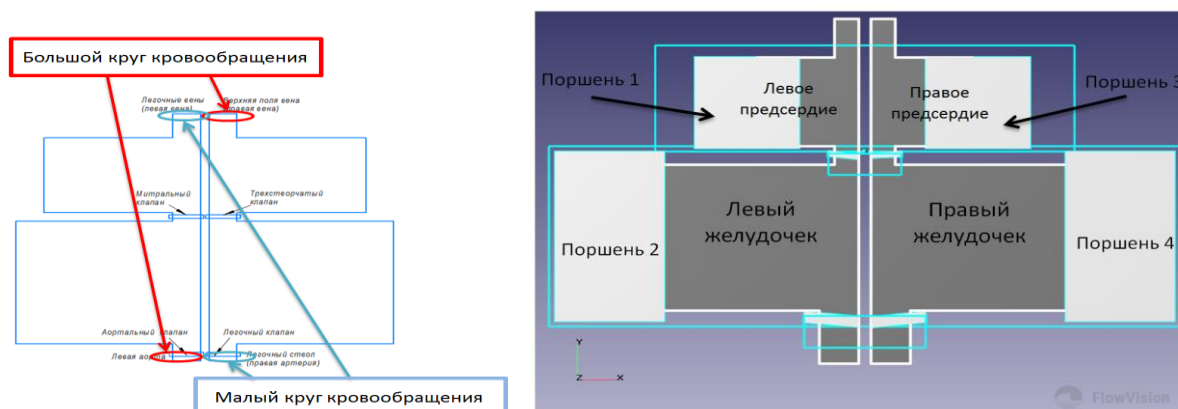 Большой круг кровообращения
Легочные вены
(левая вена)
Верхняя поля вена
(правая вена)
Митральный
клапан
Трехстворчатый
клапан
Аортальный клапан
Левая аорта
Легочный клапан
Легочный ствол
(правая артерия)
Малый круг кровообращения
Поршень 1
Левое
предсердие
Правое
предсердие
Поршень 3
Поршень 2
Левый
желудочек
Правый
желудочек
Поршень 4
Y
Z
X
FlowVision